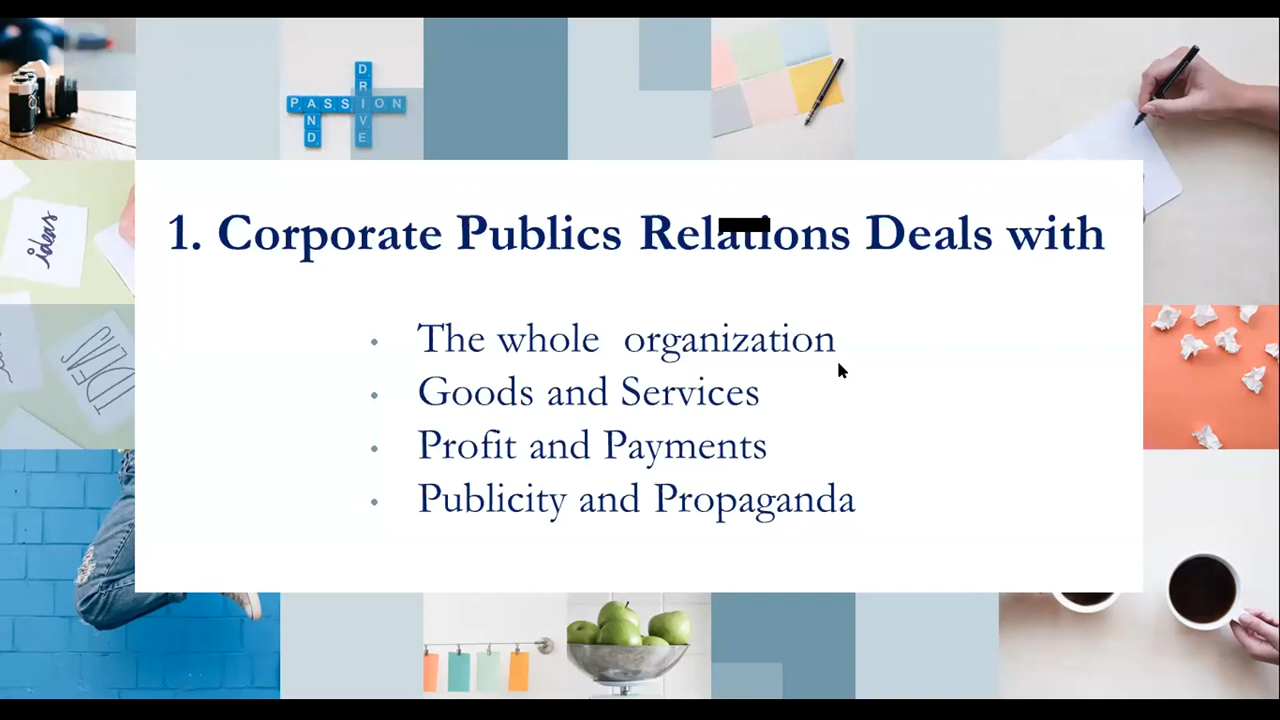 PASSION
AND
DRIVE
ideas
IDEAS
1. Corporate Publics Relations Deals with
• The whole organization
• Goods and Services
• Profit and Payments
• Publicity and Propaganda